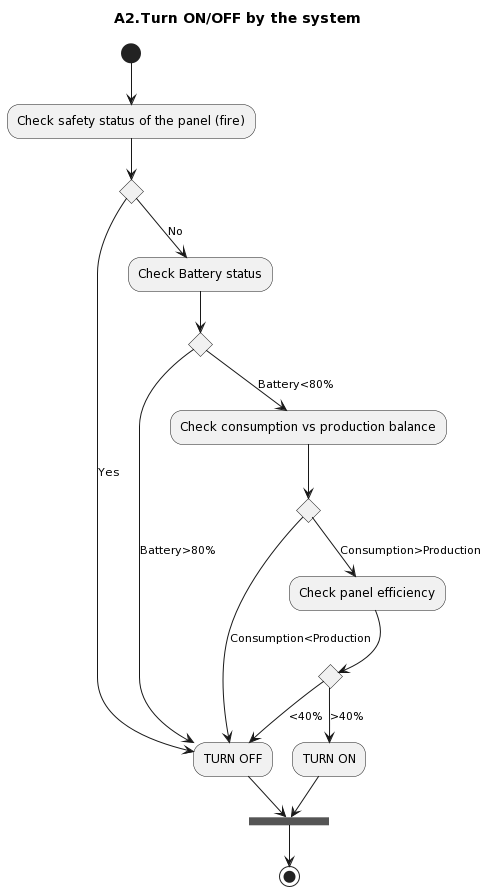 A2.Turn ON/OFF by the system
Check safety status of the panel (fire)
No
Check Battery status
Battery<80%
Check consumption vs production balance
Yes
Battery>80%
Consumption>Production
Check panel efficiency
Consumption<Production
<40%
>40%
TURN OFF
TURN ON